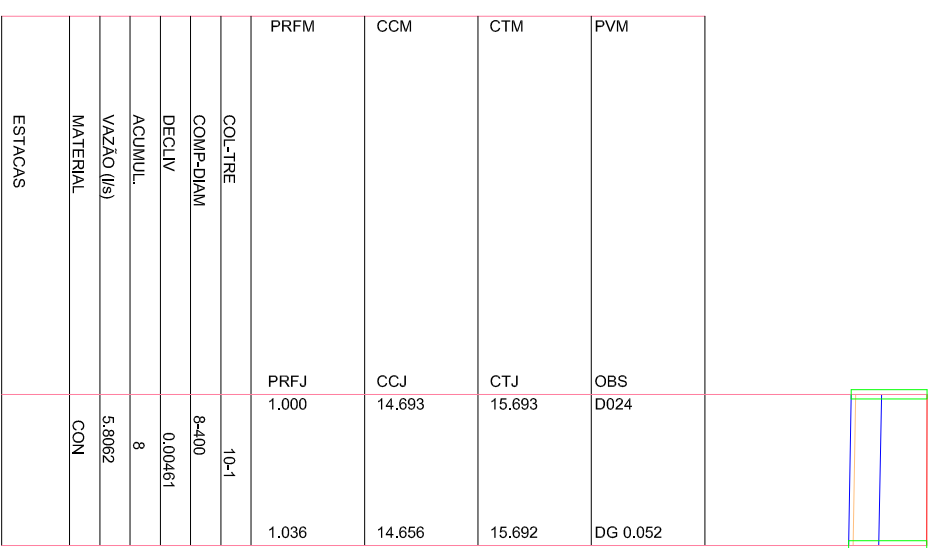 PRFM CCM CTM PVM
ESTACAS
MATERIAL
VAZÃO (l/s)
ACUMUL.
DECLIV
COMP-DIAM
COL-TRE
PRFJ CCJ CTJ OBS
1.000 14.693 15.693 D024
CON
5.8062
8
0.00461
8-400
10-1
1.036 14.656 15.692 DG 0.052